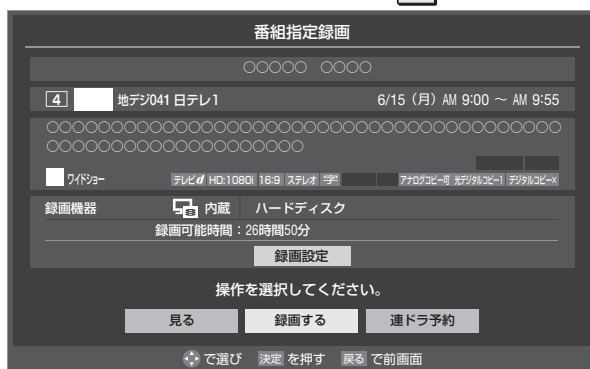 番組指定録画
○○○○○ ○○○○
4 地デジ041 日テレ1 6/15（月）AM 9:00 ～ AM 9:55
○○○○○○○○○○○○○○○○○○○○○○○○○○○○○○○○○○○○○○○○
○○○○○○○○○○○○○○○○○○○○
ワイドショー テレビd HD:1080i 16:9 ステレオ 字 アナログコピー可 光デジタルコピー1 デジタルコピー×
録画機器 内蔵 ハードディスク
録画可能時間：26時間50分
録画設定
操作を選択してください。
見る 録画する 連ドラ予約
で選び 決定 を押す 戻る で前画面